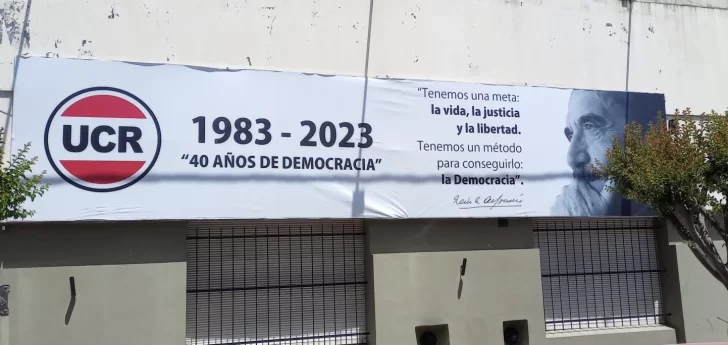 UCR
1983 - 2023
"40 AÑOS DE DEMOCRACIA"
"Tenemos una meta:
la vida, la justicia
y la libertad.
Tenemos un método
para conseguirlo:
la Democracia".